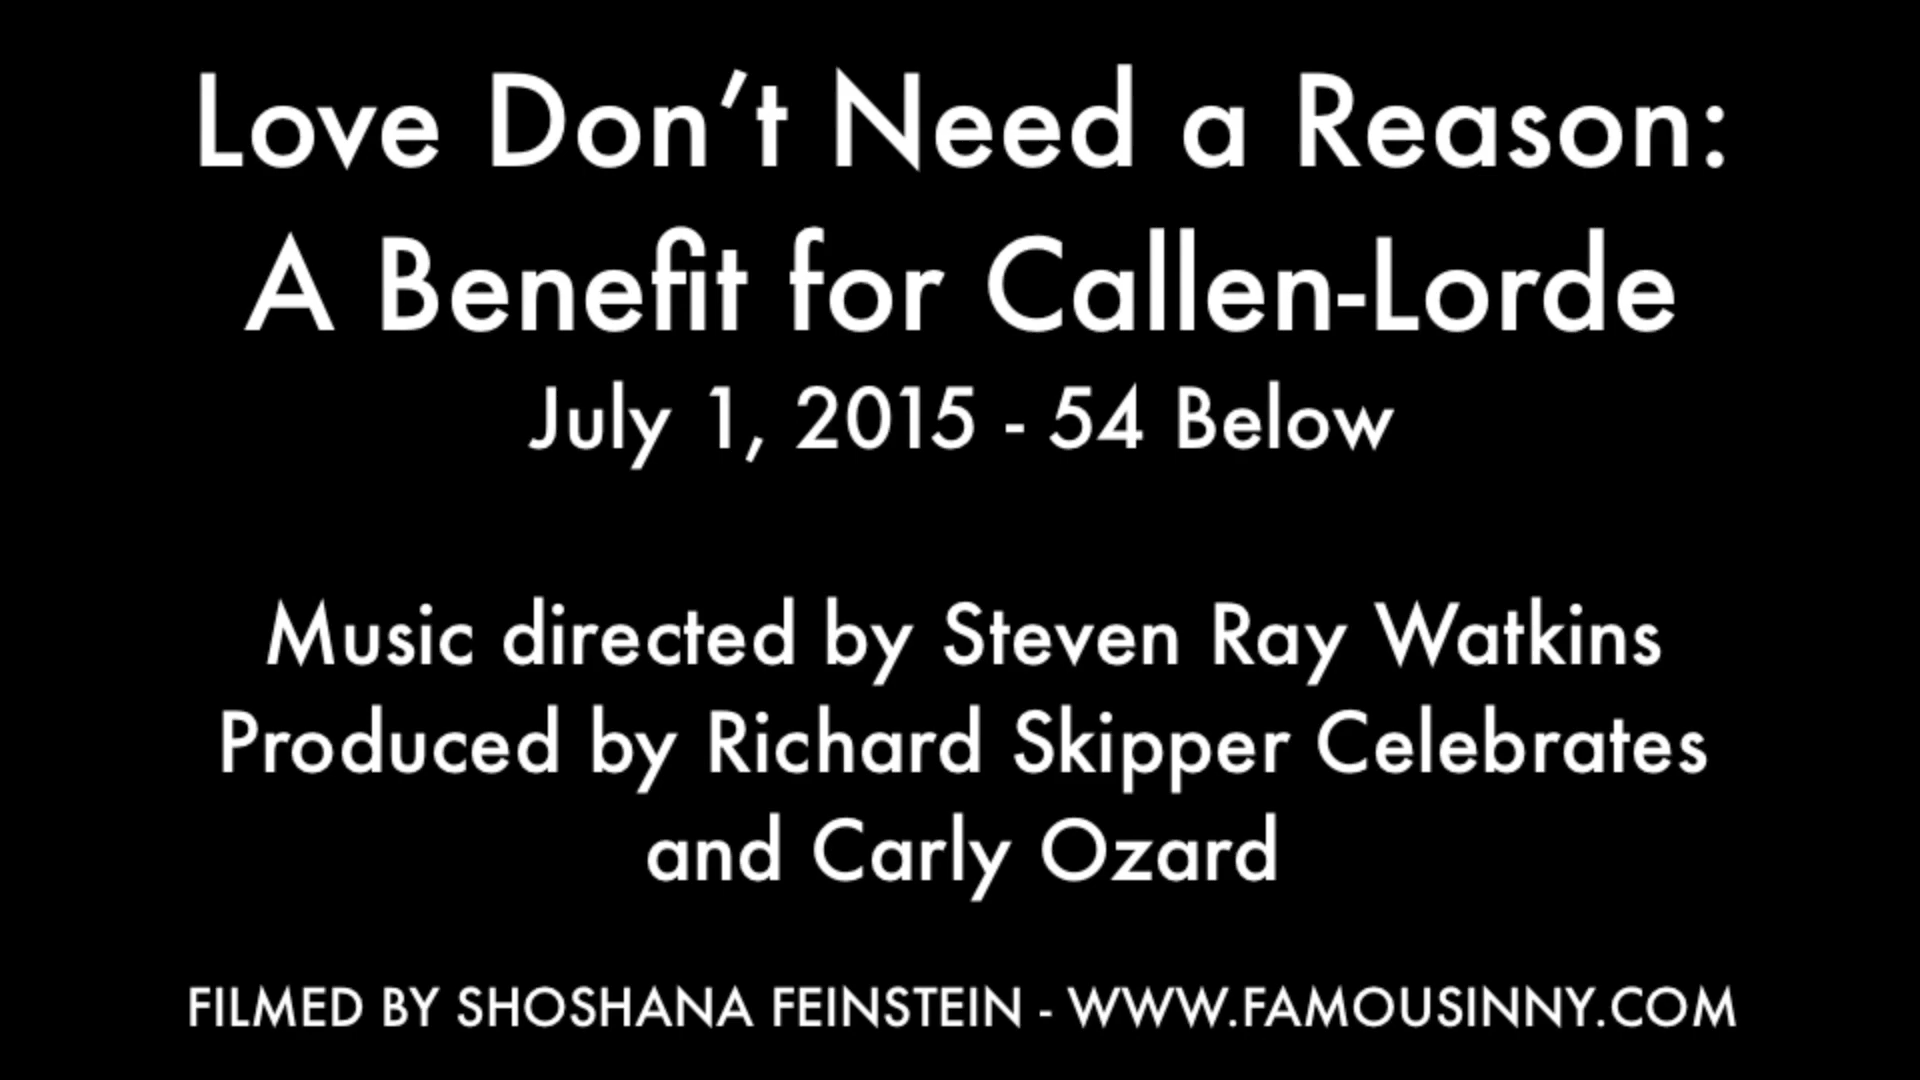 Love Don’t Need a Reason:
A Benefit for Callen-Lorde
July 1, 2015 - 54 Below
Music directed by Steven Ray Watkins
Produced by Richard Skipper Celebrates
and Carly Ozard
FILMED BY SHOSHANA FEINSTEIN - WWW.FAMOUSINNY.COM